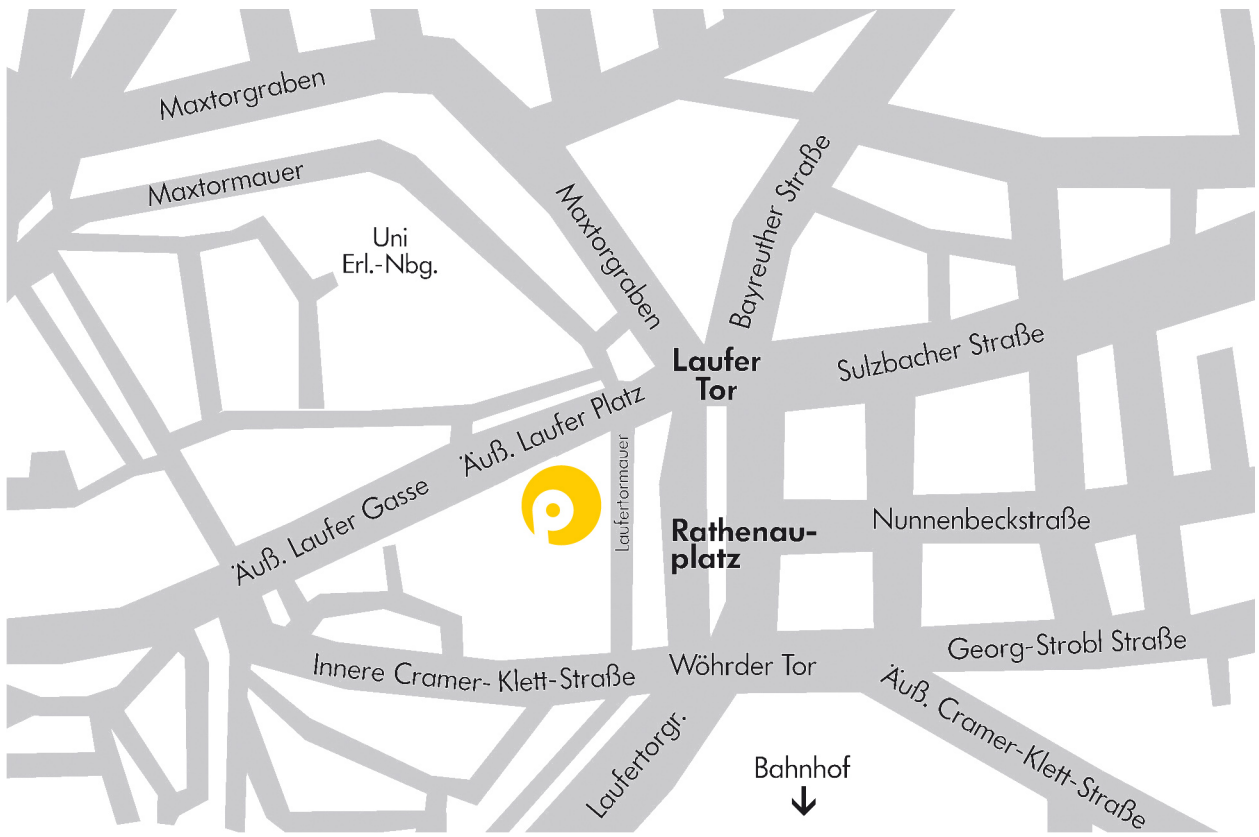 Maxtorgraben
Maxtormauer
Uni
Erl.-Nbg.
Maxtorgraben
Bayreuther Straße
Laufer
Tor
Sulzbacher Straße
Äuß. Laufer Platz
Äuß. Laufer Gasse
Laufertormauer
Rathenau-
platz
Nunnenbeckstraße
Innere Cramer-Klett-Straße
Wöhrder Tor
Georg-Strobl Straße
Äuß. Cramer-Klett-Straße
Laufertorgr.
Bahnhof